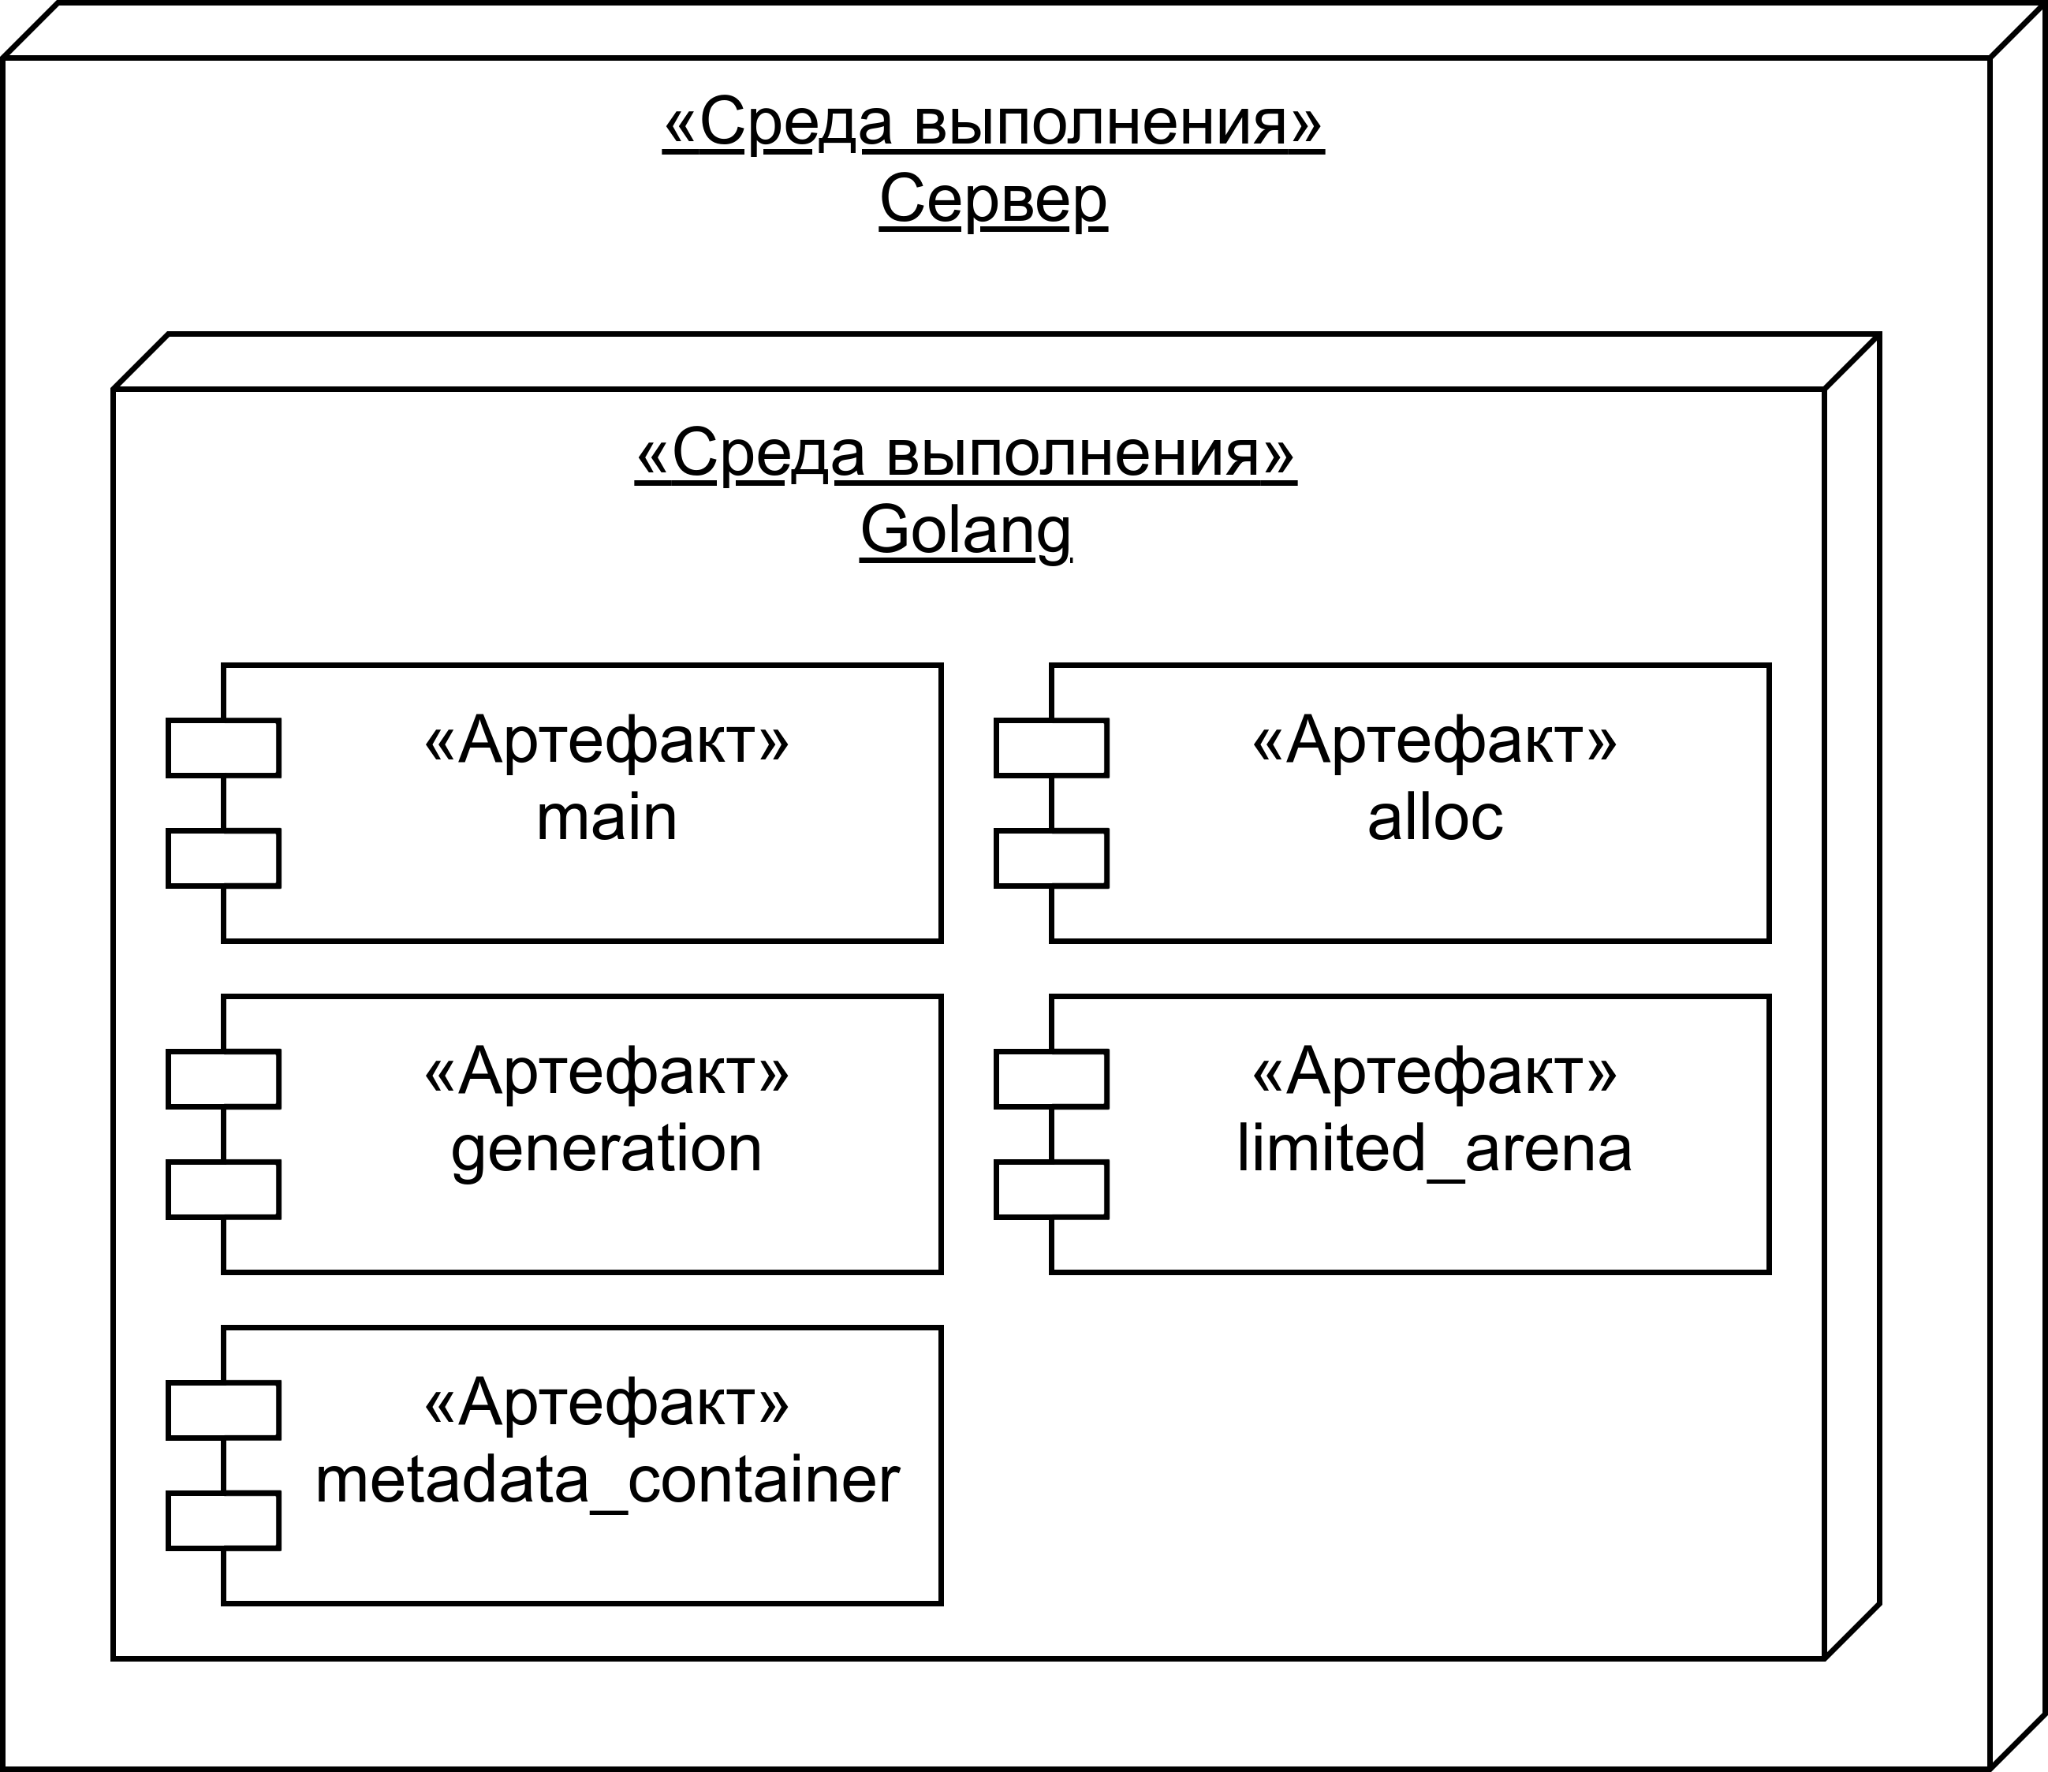 «Среда выполнения»
Сервер
«Среда выполнения»
Golang
«Артефакт»
main
«Артефакт»
alloc
«Артефакт»
generation
«Артефакт»
limited_arena
«Артефакт»
metadata_container